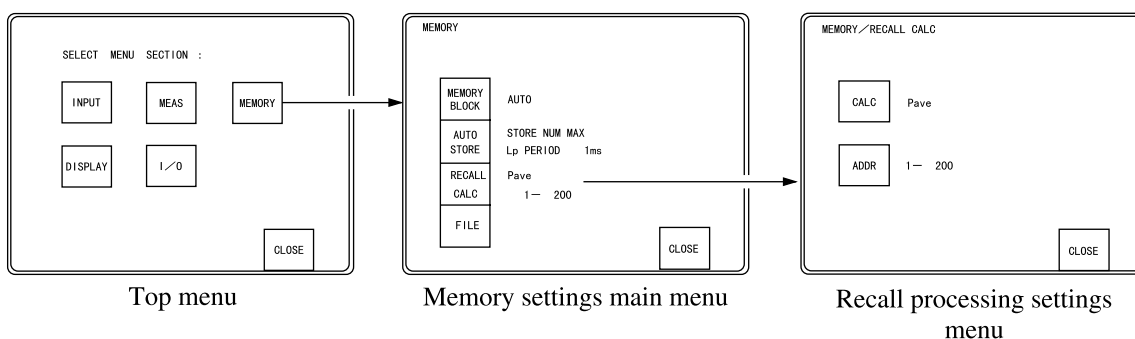 SELECT MENU SECTION :
INPUT
MEAS
MEMORY
DISPLAY
I／O
CLOSE
Top menu
MEMORY
MEMORY
BLOCK
AUTO
AUTO
STORE
STORE NUM MAX
Lp PERIOD 1ms
RECALL
CALC
Pave
1－ 200
FILE
CLOSE
Memory settings main menu
MEMORY／RECALL CALC
CALC
Pave
ADDR
1－ 200
CLOSE
Recall processing settings
menu